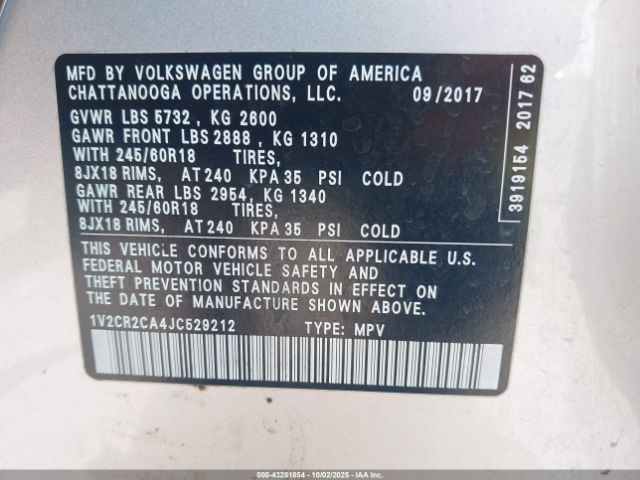 MFD BY VOLKSWAGEN GROUP OF AMERICA
CHATTANOOGA OPERATIONS, LLC. 09/2017
GVWR LBS 5732 , KG 2600
GAWR FRONT LBS 2888 , KG 1310
WITH 245/60R18 TIRES,
8JX18 RIMS, AT 240 KPA 35 PSI COLD
GAWR REAR LBS 2954, KG 1340
WITH 245/60R18 TIRES,
8JX18 RIMS, AT 240 KPA 35 PSI COLD
THIS VEHICLE CONFORMS TO ALL APPLICABLE U.S.
FEDERAL MOTOR VEHICLE SAFETY AND
THEFT PREVENTION STANDARDS IN EFFECT ON
THE DATE OF MANUFACTURE SHOWN ABOVE.
1V2CR2CA4JC529212 TYPE: MPV
3919154 2017 62
000-43281854 - 10/02/2025 - COPART, LLC